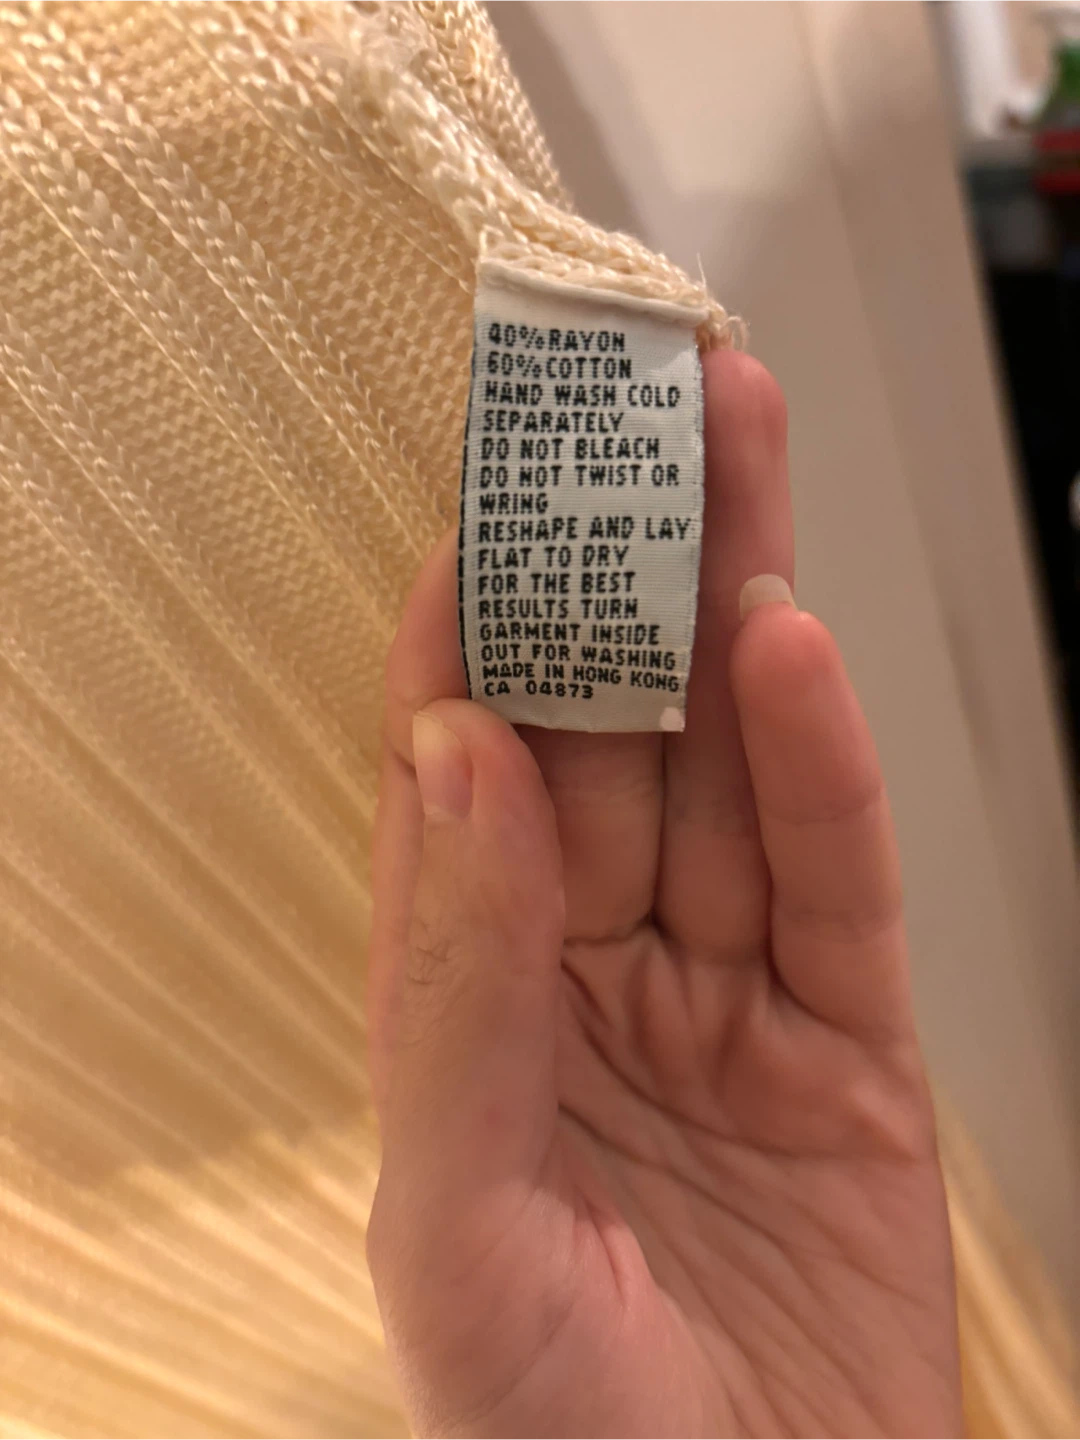 40%RAYON
60%COTTON
HAND WASH COLD
SEPARATELY
DO NOT BLEACH
DO NOT TWIST OR
WRING
RESHAPE AND LAY
FLAT TO DRY
FOR THE BEST
RESULTS TURN
GARMENT INSIDE
OUT FOR WASHING
MADE IN HONG KONG
CA 04873